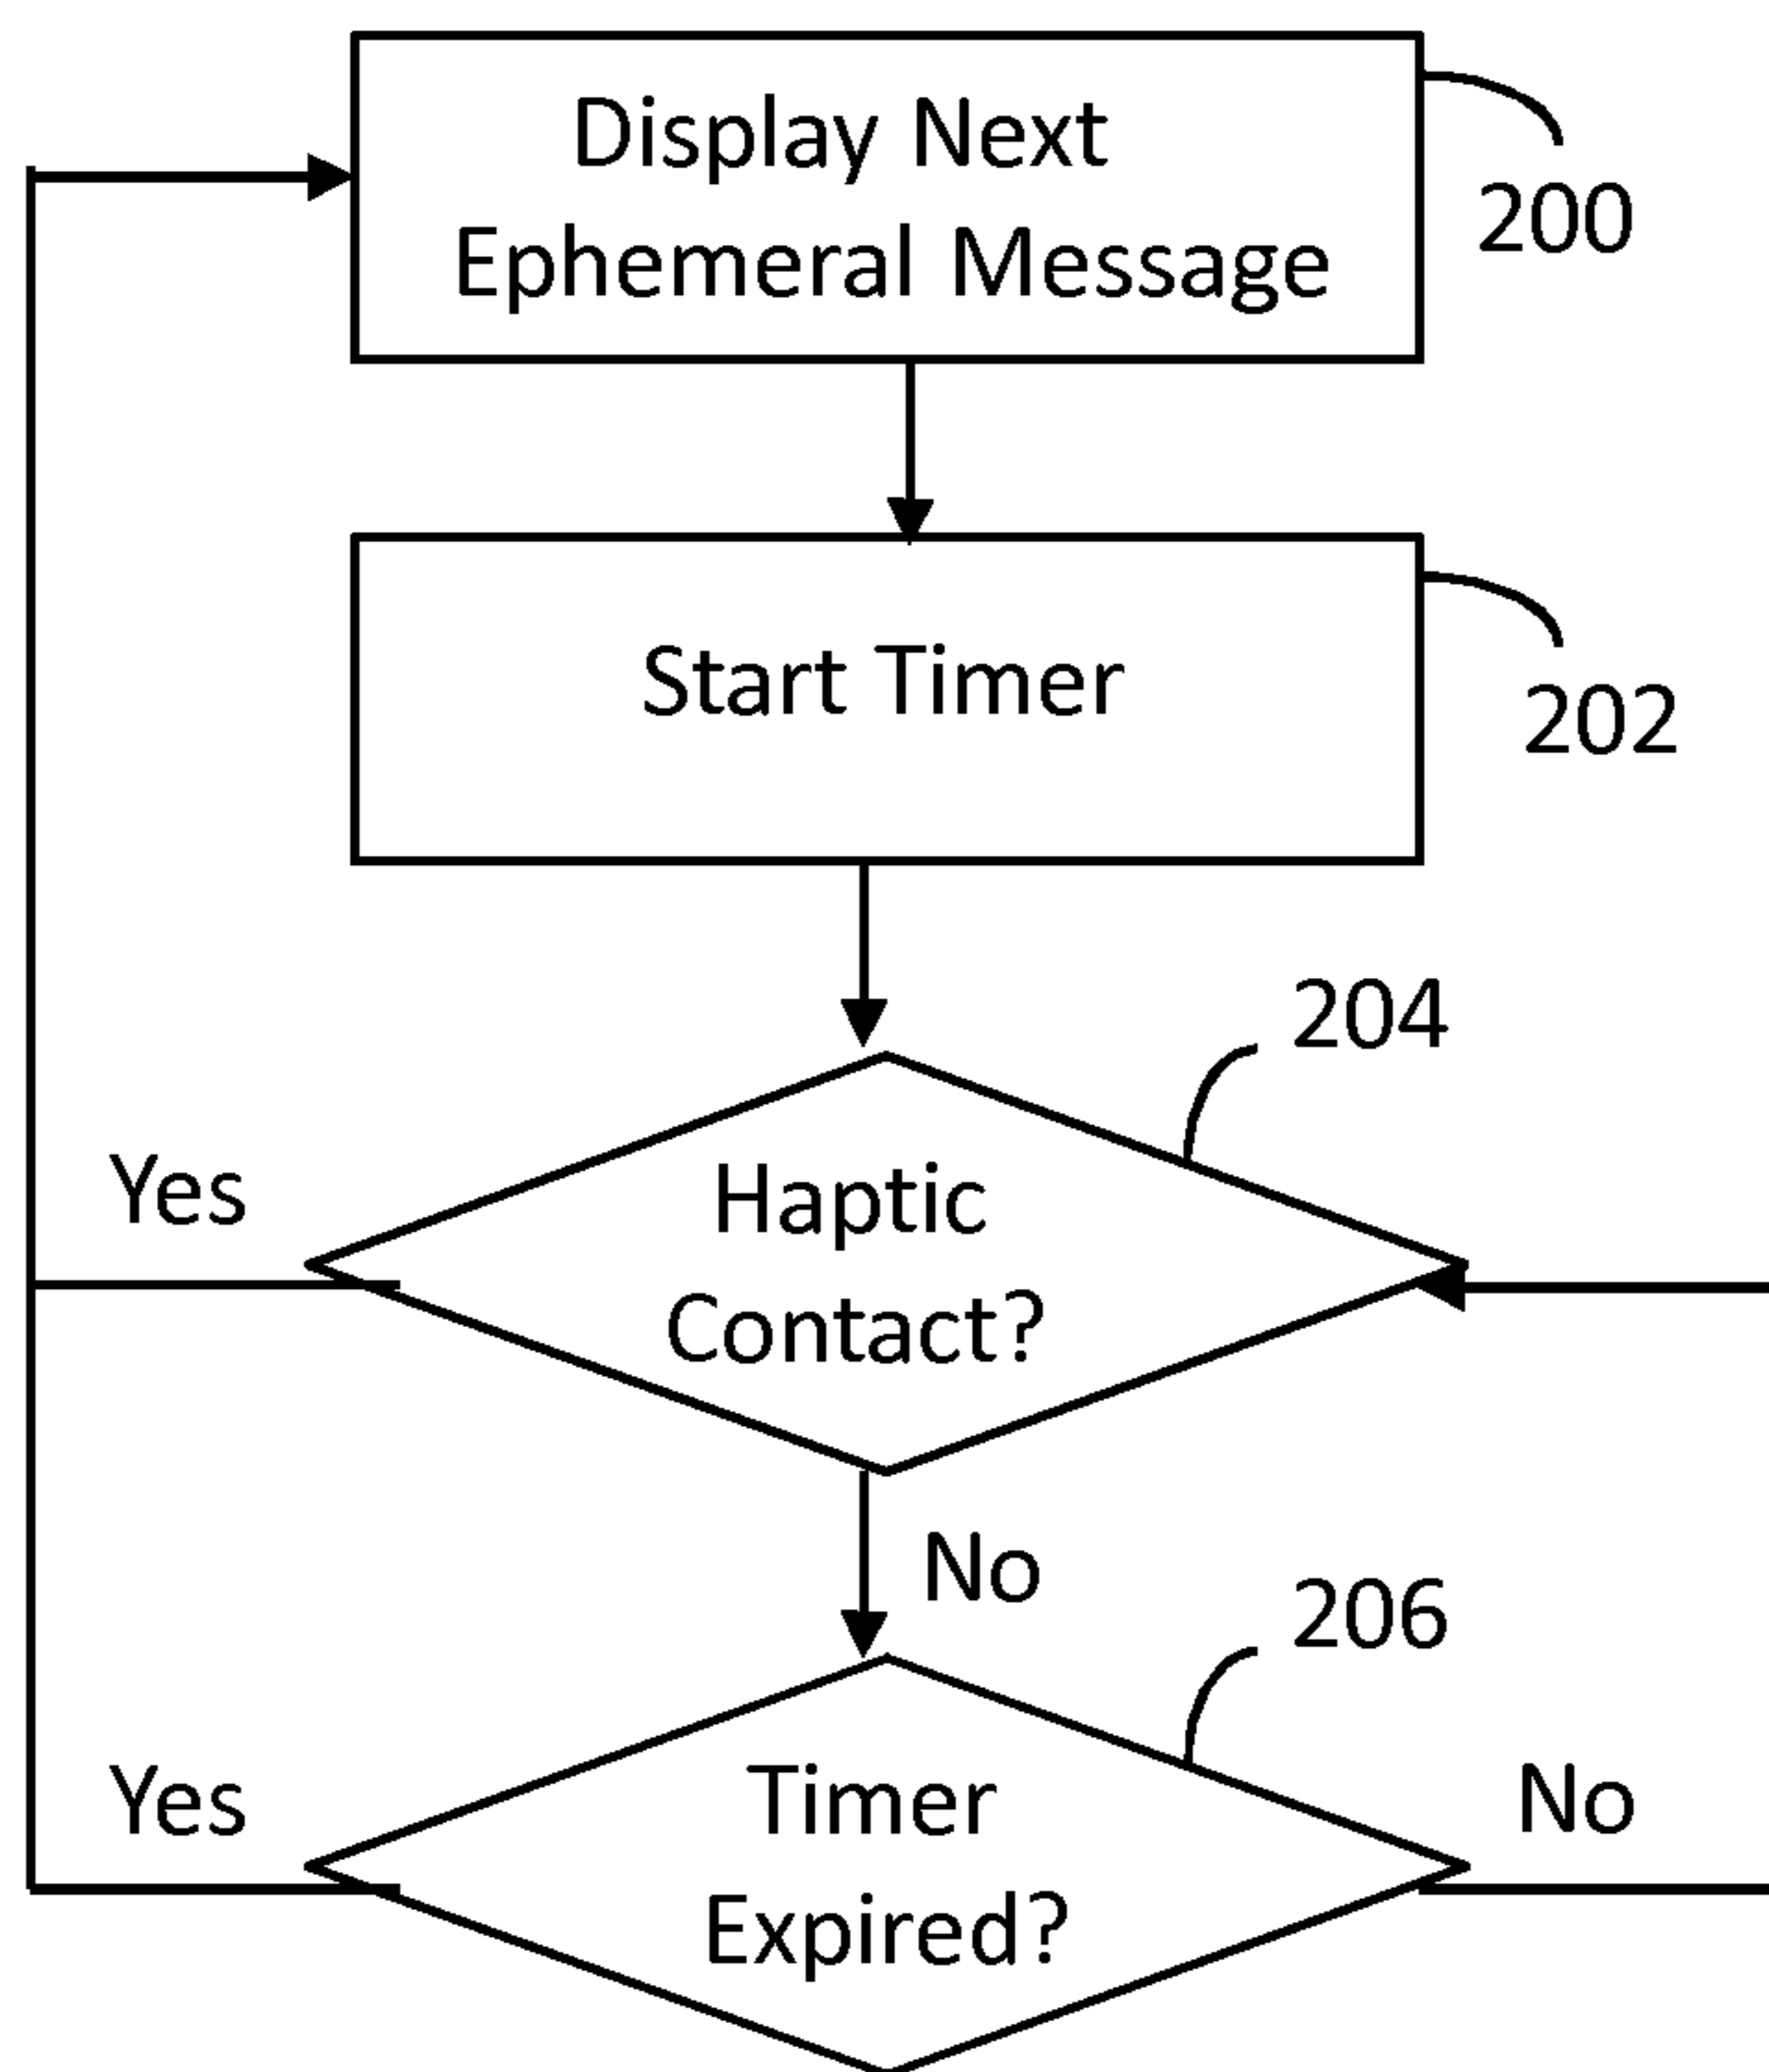 Display Next
Ephemeral Message
200
Start Timer
202
204
Yes
Haptic
Contact?
No
206
Yes
Timer
No
Expired?